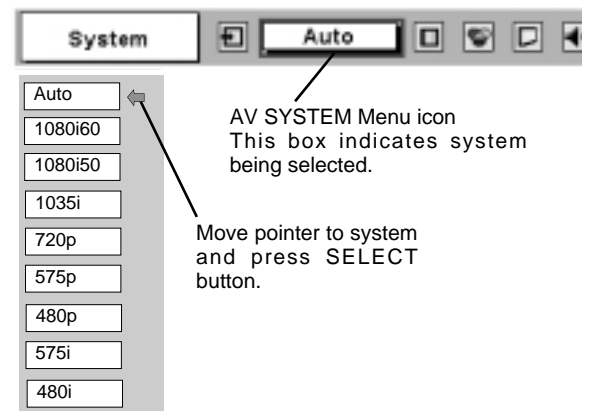 System
Auto
Auto
1080i60
1080i50
1035i
720p
575p
480p
575i
480i
AV SYSTEM Menu icon
This box indicates system
being selected.
Move pointer to system
and press SELECT
button.